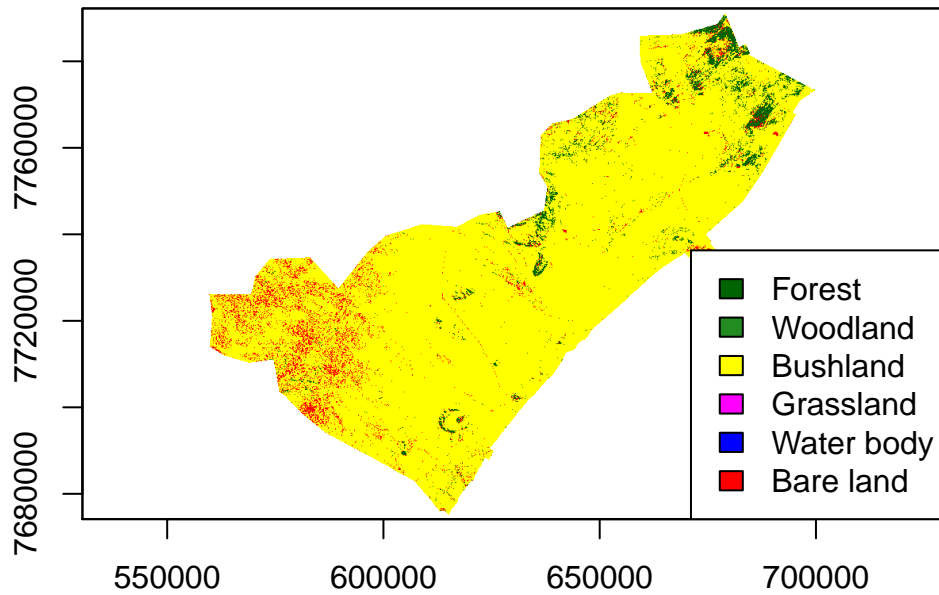 7760000
7720000
7680000
Forest
Woodland
Bushland
Grassland
Water body
Bare land
550000
600000
650000
700000